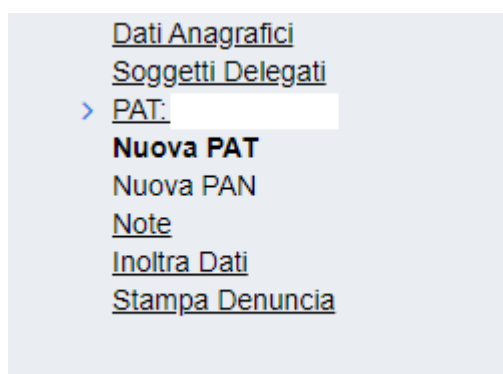 Dati Anagrafici
Soggetti Delegati
PAT:
Nuova PAT
Nuova PAN
Note
Inoltra Dati
Stampa Denuncia